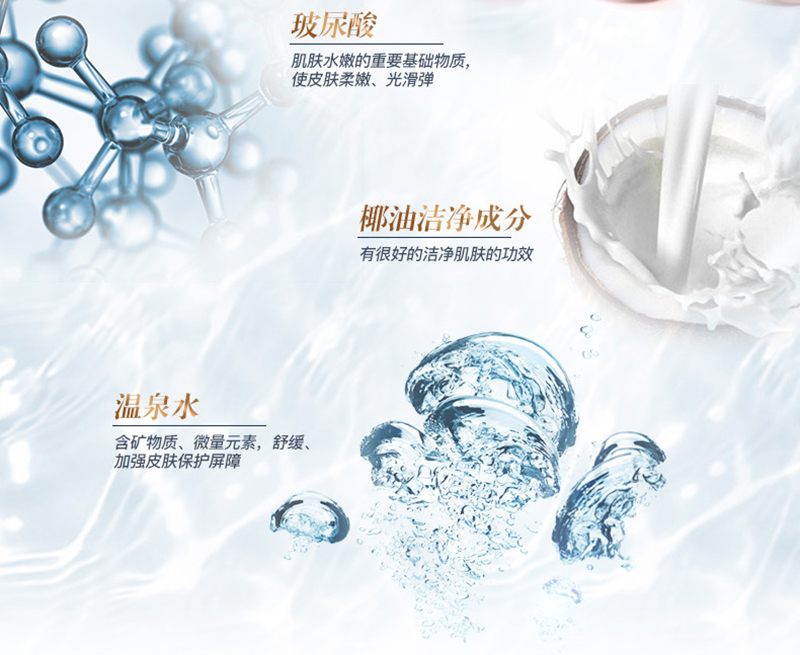 玻尿酸
肌肤水嫩的重要基础物质，
使皮肤柔嫩、光滑弹
椰油洁净成分
有很好的洁净肌肤的功效
温泉水
含矿物质、微量元素，舒缓、
加强皮肤保护屏障